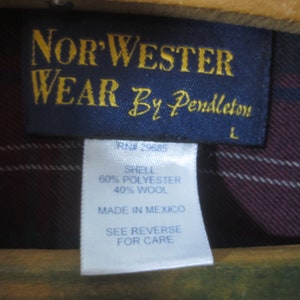 NOR'WESTER
WEAR By Pendleton
L
RN# 29685
SHELL
60% POLYESTER
40% WOOL
MADE IN MEXICO
SEE REVERSE
FOR CARE